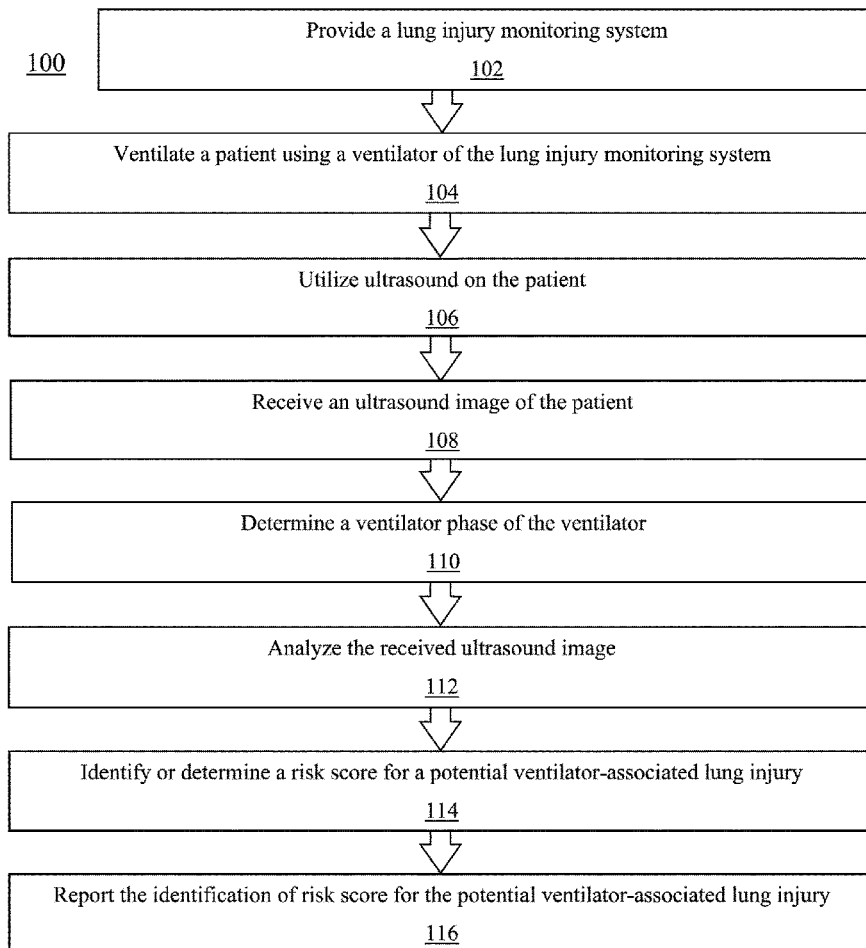 100
Provide a lung injury monitoring system
102
Ventilate a patient using a ventilator of the lung injury monitoring system
104
Utilize ultrasound on the patient
106
Receive an ultrasound image of the patient
108
Determine a ventilator phase of the ventilator
110
Analyze the received ultrasound image
112
Identify or determine a risk score for a potential ventilator-associated lung injury
114
Report the identification of risk score for the potential ventilator-associated lung injury
116